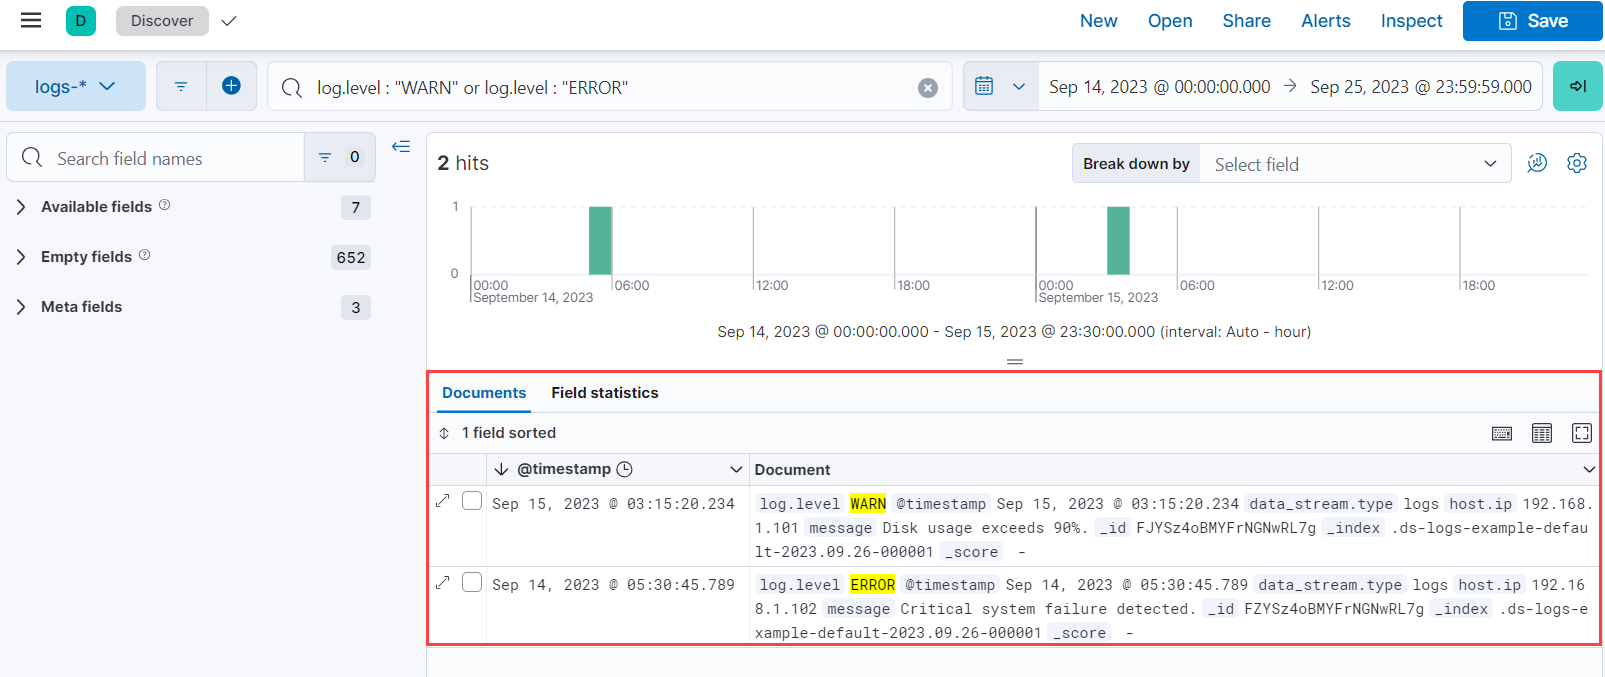 D Discover New Open Share Alerts Inspect Save
logs-* log.level : "WARN" or log.level : "ERROR" Sep 14, 2023 @ 00:00:00.000 → Sep 25, 2023 @ 23:59:59.000
Search field names 0
Available fields 7
Empty fields 652
Meta fields 3
2 hits Break down by Select field
1
0
00:00 06:00 12:00 18:00 00:00 06:00 12:00 18:00
September 14, 2023 September 15, 2023
Sep 14, 2023 @ 00:00:00.000 - Sep 15, 2023 @ 23:30:00.000 (interval: Auto - hour)
Documents Field statistics
1 field sorted
@timestamp Document
Sep 15, 2023 @ 03:15:20.234 log.level WARN @timestamp Sep 15, 2023 @ 03:15:20.234 data_stream.type logs host.ip 192.168.
1.101 message Disk usage exceeds 90%. _id FJYSz4oBMYFrNGNwRL7g _index .ds-logs-example-defau
lt-2023.09.26-000001 _score -
Sep 14, 2023 @ 05:30:45.789 log.level ERROR @timestamp Sep 14, 2023 @ 05:30:45.789 data_stream.type logs host.ip 192.16
8.1.102 message Critical system failure detected. _id FZYSz4oBMYFrNGNwRL7g _index .ds-logs-e
xample-default-2023.09.26-000001 _score -